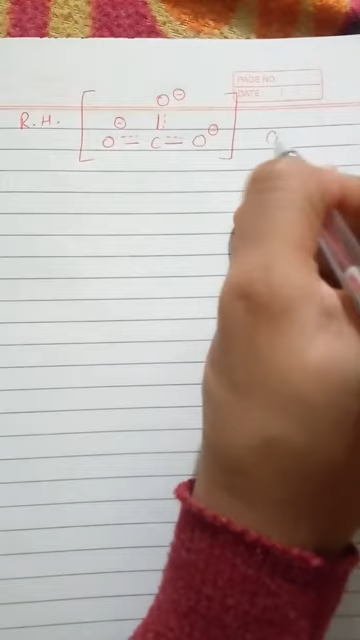 PAGE NO.
DATE
O⊖
R.H. [ ⊖ ]
O = C = O⊖